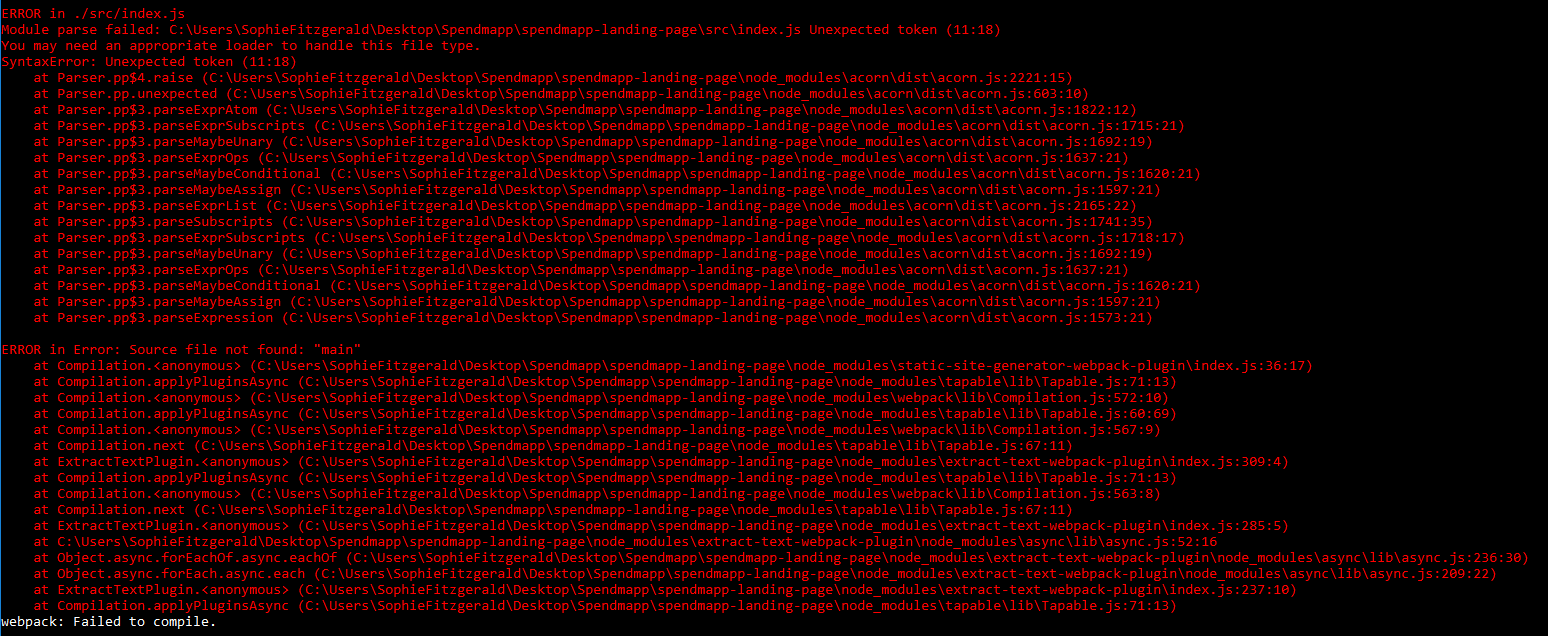 ERROR in ./src/index.js
Module parse failed: C:\Users\SophieFitzgerald\Desktop\Spendmapp\spendmapp-landing-page\src\index.js Unexpected token (11:18)
You may need an appropriate loader to handle this file type.
SyntaxError: Unexpected token (11:18)
    at Parser.pp$4.raise (C:\Users\SophieFitzgerald\Desktop\Spendmapp\spendmapp-landing-page\node_modules\acorn\dist\acorn.js:2221:15)
    at Parser.pp.unexpected (C:\Users\SophieFitzgerald\Desktop\Spendmapp\spendmapp-landing-page\node_modules\acorn\dist\acorn.js:603:10)
    at Parser.pp$3.parseExprAtom (C:\Users\SophieFitzgerald\Desktop\Spendmapp\spendmapp-landing-page\node_modules\acorn\dist\acorn.js:1822:12)
    at Parser.pp$3.parseExprSubscripts (C:\Users\SophieFitzgerald\Desktop\Spendmapp\spendmapp-landing-page\node_modules\acorn\dist\acorn.js:1715:21)
    at Parser.pp$3.parseMaybeUnary (C:\Users\SophieFitzgerald\Desktop\Spendmapp\spendmapp-landing-page\node_modules\acorn\dist\acorn.js:1692:19)
    at Parser.pp$3.parseExprOps (C:\Users\SophieFitzgerald\Desktop\Spendmapp\spendmapp-landing-page\node_modules\acorn\dist\acorn.js:1637:21)
    at Parser.pp$3.parseMaybeConditional (C:\Users\SophieFitzgerald\Desktop\Spendmapp\spendmapp-landing-page\node_modules\acorn\dist\acorn.js:1620:21)
    at Parser.pp$3.parseMaybeAssign (C:\Users\SophieFitzgerald\Desktop\Spendmapp\spendmapp-landing-page\node_modules\acorn\dist\acorn.js:1597:21)
    at Parser.pp$3.parseExprList (C:\Users\SophieFitzgerald\Desktop\Spendmapp\spendmapp-landing-page\node_modules\acorn\dist\acorn.js:2165:22)
    at Parser.pp$3.parseSubscripts (C:\Users\SophieFitzgerald\Desktop\Spendmapp\spendmapp-landing-page\node_modules\acorn\dist\acorn.js:1741:35)
    at Parser.pp$3.parseExprSubscripts (C:\Users\SophieFitzgerald\Desktop\Spendmapp\spendmapp-landing-page\node_modules\acorn\dist\acorn.js:1718:17)
    at Parser.pp$3.parseMaybeUnary (C:\Users\SophieFitzgerald\Desktop\Spendmapp\spendmapp-landing-page\node_modules\acorn\dist\acorn.js:1692:19)
    at Parser.pp$3.parseExprOps (C:\Users\SophieFitzgerald\Desktop\Spendmapp\spendmapp-landing-page\node_modules\acorn\dist\acorn.js:1637:21)
    at Parser.pp$3.parseMaybeConditional (C:\Users\SophieFitzgerald\Desktop\Spendmapp\spendmapp-landing-page\node_modules\acorn\dist\acorn.js:1620:21)
    at Parser.pp$3.parseMaybeAssign (C:\Users\SophieFitzgerald\Desktop\Spendmapp\spendmapp-landing-page\node_modules\acorn\dist\acorn.js:1597:21)
    at Parser.pp$3.parseExpression (C:\Users\SophieFitzgerald\Desktop\Spendmapp\spendmapp-landing-page\node_modules\acorn\dist\acorn.js:1573:21)
ERROR in Error: Source file not found: "main"
    at Compilation.<anonymous> (C:\Users\SophieFitzgerald\Desktop\Spendmapp\spendmapp-landing-page\node_modules\static-site-generator-webpack-plugin\index.js:36:17)
    at Compilation.applyPluginsAsync (C:\Users\SophieFitzgerald\Desktop\Spendmapp\spendmapp-landing-page\node_modules\tapable\lib\Tapable.js:71:13)
    at Compilation.<anonymous> (C:\Users\SophieFitzgerald\Desktop\Spendmapp\spendmapp-landing-page\node_modules\webpack\lib\Compilation.js:572:10)
    at Compilation.applyPluginsAsync (C:\Users\SophieFitzgerald\Desktop\Spendmapp\spendmapp-landing-page\node_modules\tapable\lib\Tapable.js:60:69)
    at Compilation.<anonymous> (C:\Users\SophieFitzgerald\Desktop\Spendmapp\spendmapp-landing-page\node_modules\webpack\lib\Compilation.js:567:9)
    at Compilation.next (C:\Users\SophieFitzgerald\Desktop\Spendmapp\spendmapp-landing-page\node_modules\tapable\lib\Tapable.js:67:11)
    at ExtractTextPlugin.<anonymous> (C:\Users\SophieFitzgerald\Desktop\Spendmapp\spendmapp-landing-page\node_modules\extract-text-webpack-plugin\index.js:309:4)
    at Compilation.applyPluginsAsync (C:\Users\SophieFitzgerald\Desktop\Spendmapp\spendmapp-landing-page\node_modules\tapable\lib\Tapable.js:71:13)
    at Compilation.<anonymous> (C:\Users\SophieFitzgerald\Desktop\Spendmapp\spendmapp-landing-page\node_modules\webpack\lib\Compilation.js:563:8)
    at Compilation.next (C:\Users\SophieFitzgerald\Desktop\Spendmapp\spendmapp-landing-page\node_modules\tapable\lib\Tapable.js:67:11)
    at ExtractTextPlugin.<anonymous> (C:\Users\SophieFitzgerald\Desktop\Spendmapp\spendmapp-landing-page\node_modules\extract-text-webpack-plugin\index.js:285:5)
    at C:\Users\SophieFitzgerald\Desktop\Spendmapp\spendmapp-landing-page\node_modules\extract-text-webpack-plugin\node_modules\async\lib\async.js:52:16
    at Object.async.forEachOf.async.eachOf (C:\Users\SophieFitzgerald\Desktop\Spendmapp\spendmapp-landing-page\node_modules\extract-text-webpack-plugin\node_modules\async\lib\async.js:236:30)
    at Object.async.forEach.async.each (C:\Users\SophieFitzgerald\Desktop\Spendmapp\spendmapp-landing-page\node_modules\extract-text-webpack-plugin\node_modules\async\lib\async.js:209:22)
    at ExtractTextPlugin.<anonymous> (C:\Users\SophieFitzgerald\Desktop\Spendmapp\spendmapp-landing-page\node_modules\extract-text-webpack-plugin\index.js:237:10)
    at Compilation.applyPluginsAsync (C:\Users\SophieFitzgerald\Desktop\Spendmapp\spendmapp-landing-page\node_modules\tapable\lib\Tapable.js:71:13)
webpack: Failed to compile.